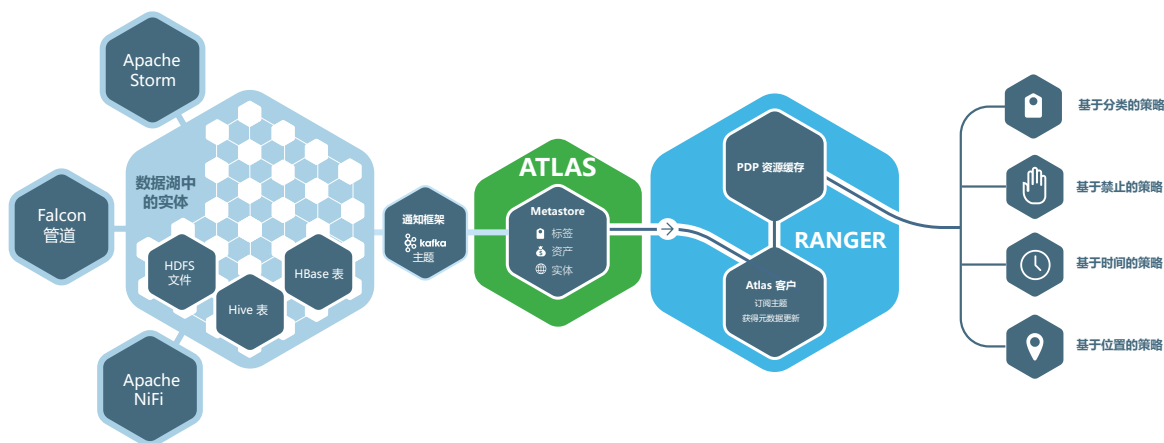 Apache
Storm
Falcon
管道
Apache
NiFi
数据湖中
的实体
HDFS
文件
Hive 表
HBase 表
通知框架
kafka
主题
ATLAS
Metastore
标签
资产
实体
PDP 资源缓存
RANGER
Atlas 客户
订阅主题
获得元数据更新
基于分类的策略
基于禁止的策略
基于时间的策略
基于位置的策略